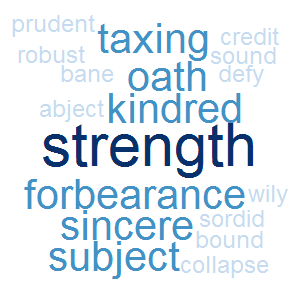 prudent taxing credit
robust oath sound
bane defy
abject kindred
strength
forbearance wily
sincere sordid
bound
subject collapse